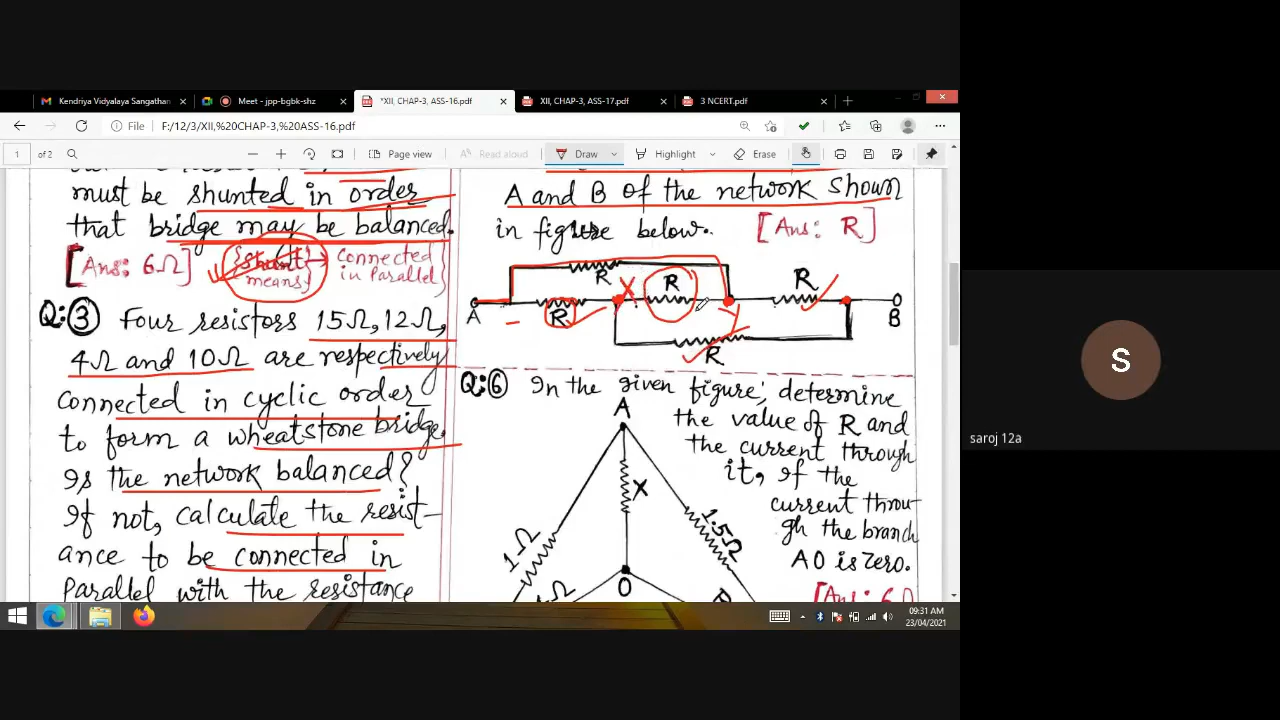 Kendriya Vidyalaya Sangathan
Meet - jpp-bgbk-shz
*XII, CHAP-3, ASS-16.pdf
XII, CHAP-3, ASS-17.pdf
3 NCERT.pdf
File
F:/12/3/XII,%20CHAP-3,%20ASS-16.pdf
1
of 2
Page view
Read aloud
Draw
Highlight
Erase
must be shunted in order
that bridge may be balanced.
[Ans: 6Ω] {shunt means} → Connected in Parallel
Q:③ Four resistors 15Ω, 12Ω,
4Ω and 10Ω are respectively
connected in cyclic order
to form a wheatstone bridge.
Is the network balanced?
If not, calculate the resist-
ance to be connected in
Parallel with the resistance
A and B of the network shown
in figure below. [Ans: R]
R
R
R
X
R
R
A
B
Y
Q:⑥ In the given figure, determine
the value of R and
the current through
it, if the
current throu-
gh the branch
AO is zero.
[Ans: 6Ω
A
X
1Ω
1.5Ω
O
S
saroj 12a
09:31 AM
23/04/2021